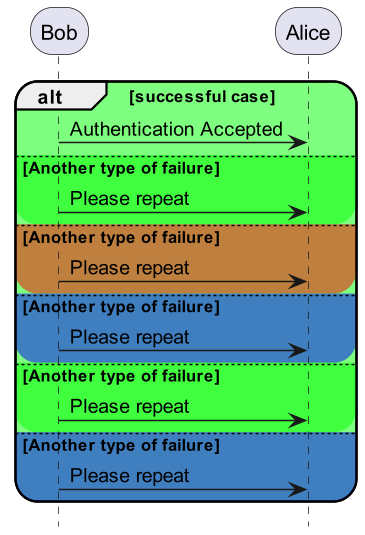 Bob
Alice
alt [successful case]
Authentication Accepted
[Another type of failure]
Please repeat
[Another type of failure]
Please repeat
[Another type of failure]
Please repeat
[Another type of failure]
Please repeat
[Another type of failure]
Please repeat